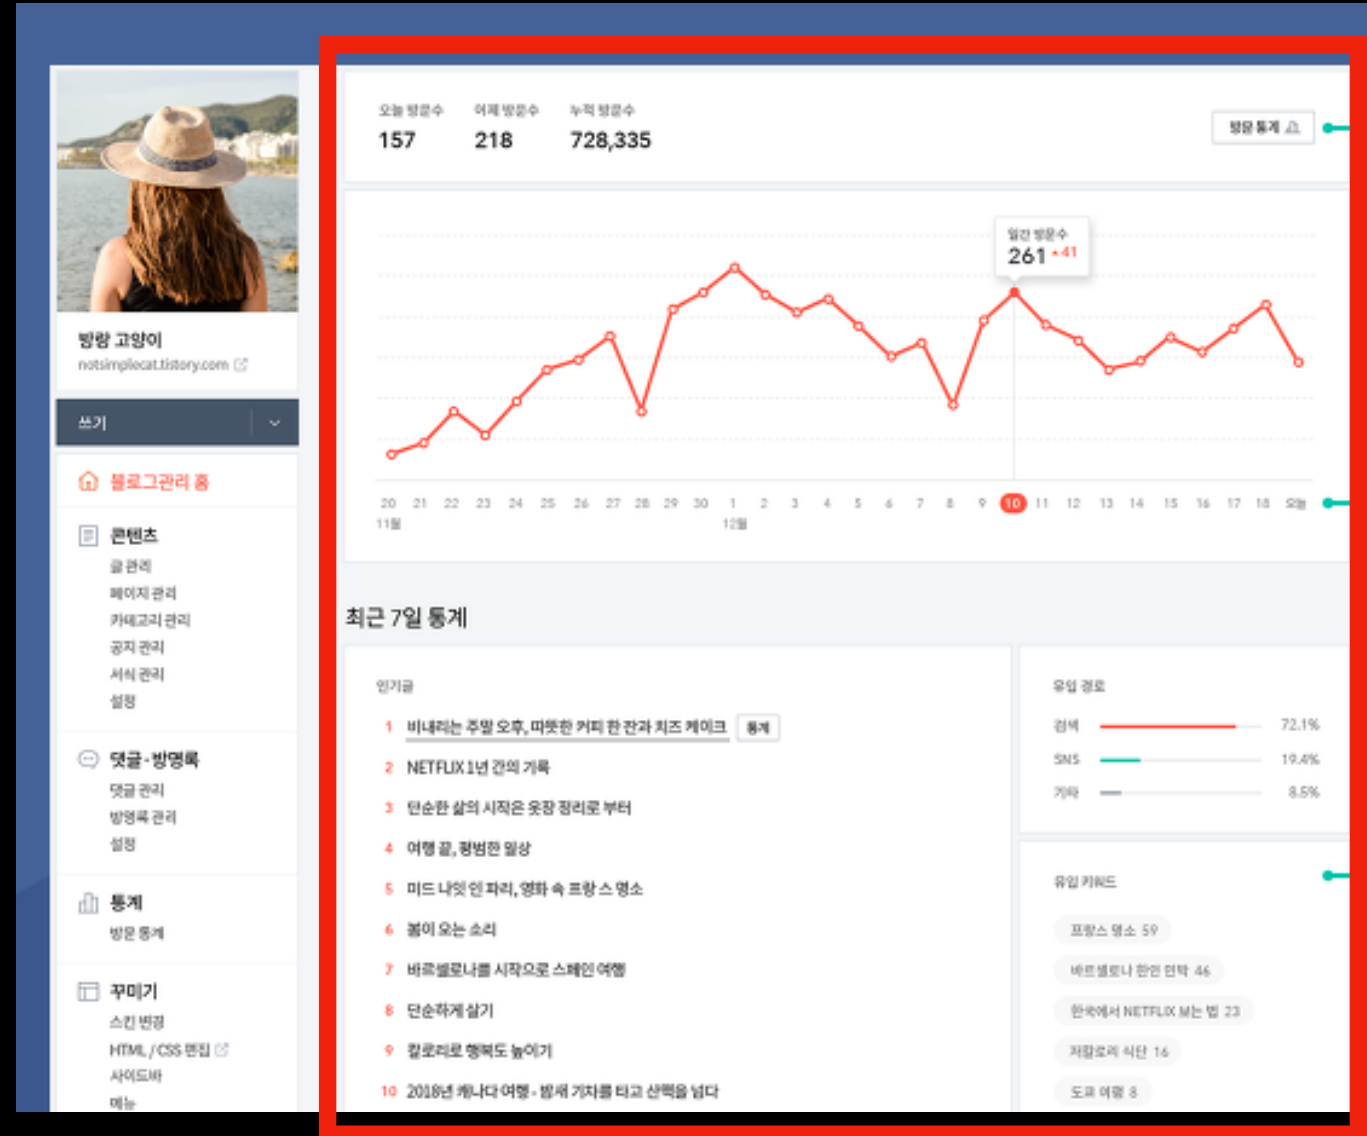 방랑 고양이
notsimplecat.tistory.com
쓰기
블로그관리 홈
콘텐츠
글 관리
페이지 관리
카테고리 관리
공지 관리
서식 관리
설정
댓글·방명록
댓글 관리
방명록 관리
설정
통계
방문 통계
꾸미기
스킨 변경
HTML / CSS 편집
사이드바
메뉴
오늘 방문수 어제 방문수 누적 방문수
157 218 728,335
방문 통계
일간 방문수
261 ▲41
20 21 22 23 24 25 26 27 28 29 30 1 2 3 4 5 6 7 8 9 10 11 12 13 14 15 16 17 18 오늘
11월 12월
최근 7일 통계
인기글
1 비내리는 주말 오후, 따뜻한 커피 한 잔과 치즈 케이크 통계
2 NETFLIX 1년 간의 기록
3 단순한 삶의 시작은 옷장 정리로 부터
4 여행 끝, 평범한 일상
5 미드 나잇 인 파리, 영화 속 프랑스 명소
6 봄이 오는 소리
7 바르셀로나를 시작으로 스페인 여행
8 단순하게 살기
9 칼로리로 행복도 높이기
10 2018년 캐나다 여행 - 밤새 기차를 타고 산맥을 넘다
유입 경로
검색 72.1%
SNS 19.4%
기타 8.5%
유입 키워드
프랑스 명소 59
바르셀로나 한인 민박 46
한국에서 NETFLIX 보는 법 23
저칼로리 식단 16
도쿄 여행 8